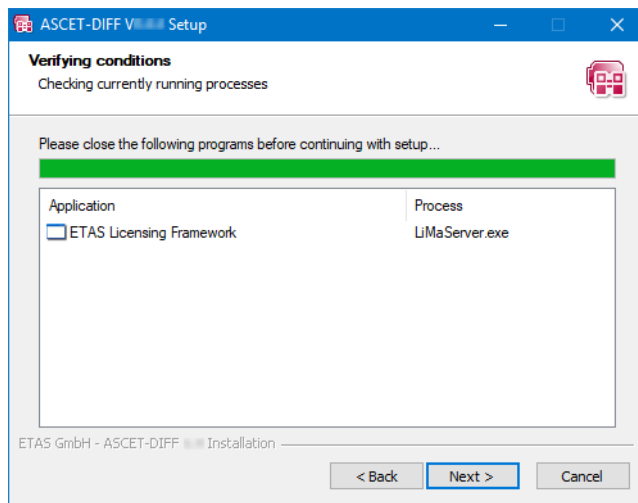 ASCET-DIFF V Setup
Verifying conditions
Checking currently running processes
Please close the following programs before continuing with setup...
Application Process
ETAS Licensing Framework LiMaServer.exe
ETAS GmbH - ASCET-DIFF Installation
< Back Next > Cancel